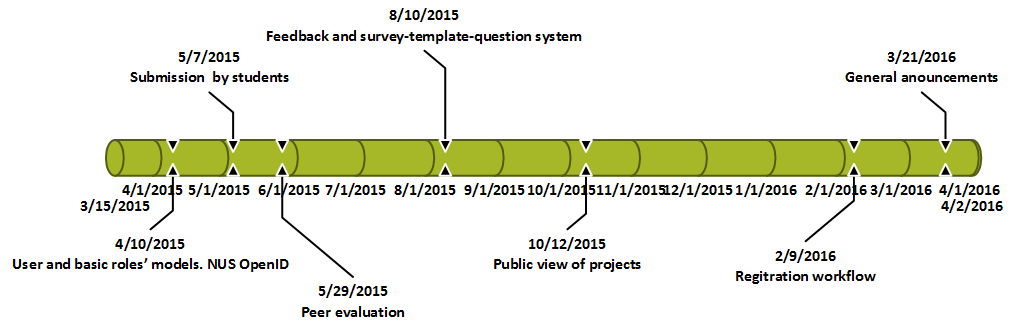 8/10/2015
Feedback and survey-template-question system
5/7/2015
Submission by students
3/21/2016
General anouncements
4/1/2015 5/1/2015 6/1/2015 7/1/2015 8/1/2015 9/1/2015 10/1/2015 11/1/2015 12/1/2015 1/1/2016 2/1/2016 3/1/2016 4/1/2016
3/15/2015 4/2/2016
4/10/2015
User and basic roles’ models. NUS OpenID
10/12/2015
Public view of projects
2/9/2016
Regitration workflow
5/29/2015
Peer evaluation